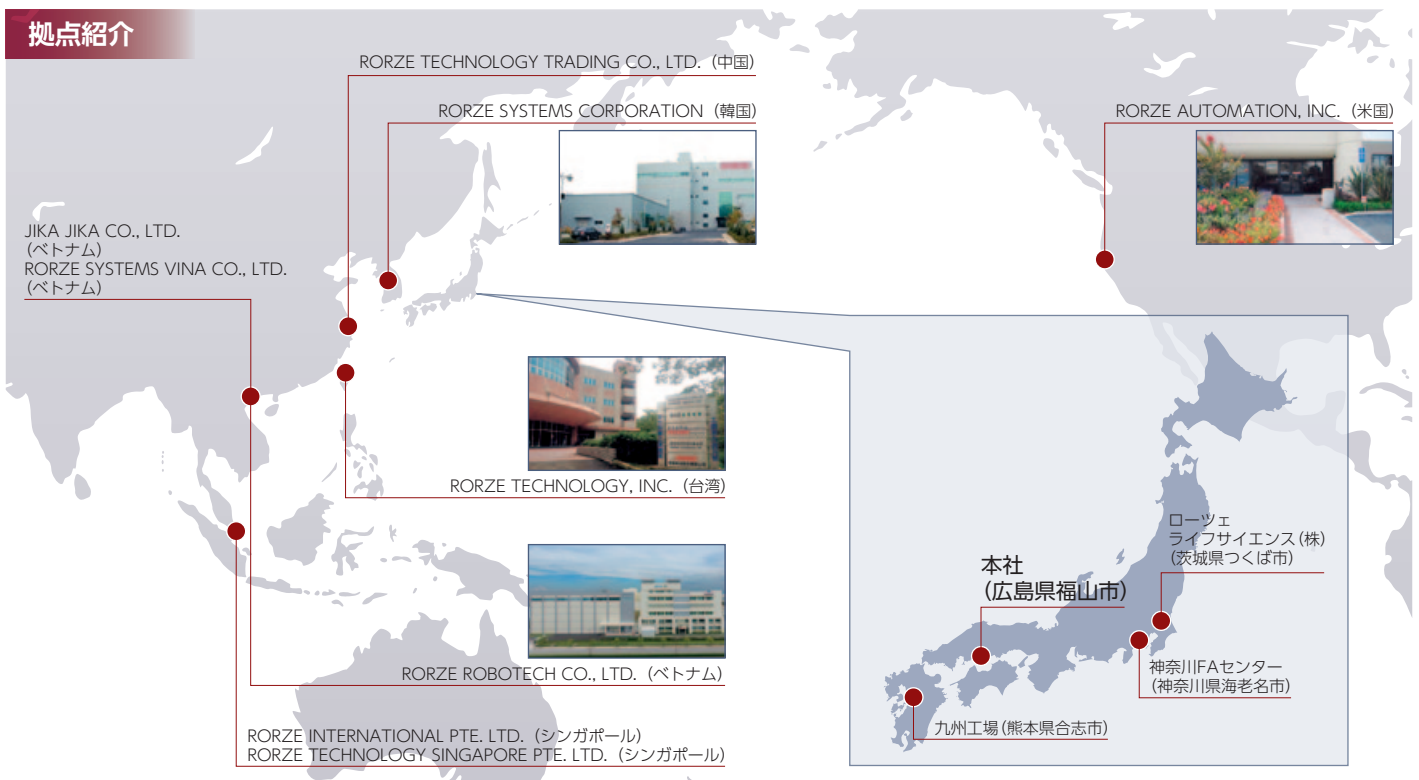 拠点紹介
RORZE TECHNOLOGY TRADING CO., LTD.（中国）
RORZE SYSTEMS CORPORATION（韓国）
RORZE AUTOMATION, INC.（米国）
JIKA JIKA CO., LTD.
（ベトナム）
RORZE SYSTEMS VINA CO., LTD.
（ベトナム）
RORZE TECHNOLOGY, INC.（台湾）
RORZE ROBOTECH CO., LTD.（ベトナム）
RORZE INTERNATIONAL PTE. LTD.（シンガポール）
RORZE TECHNOLOGY SINGAPORE PTE. LTD.（シンガポール）
ローツェ
ライフサイエンス（株）
（茨城県つくば市）
本社
（広島県福山市）
神奈川FAセンター
（神奈川県海老名市）
九州工場（熊本県合志市）